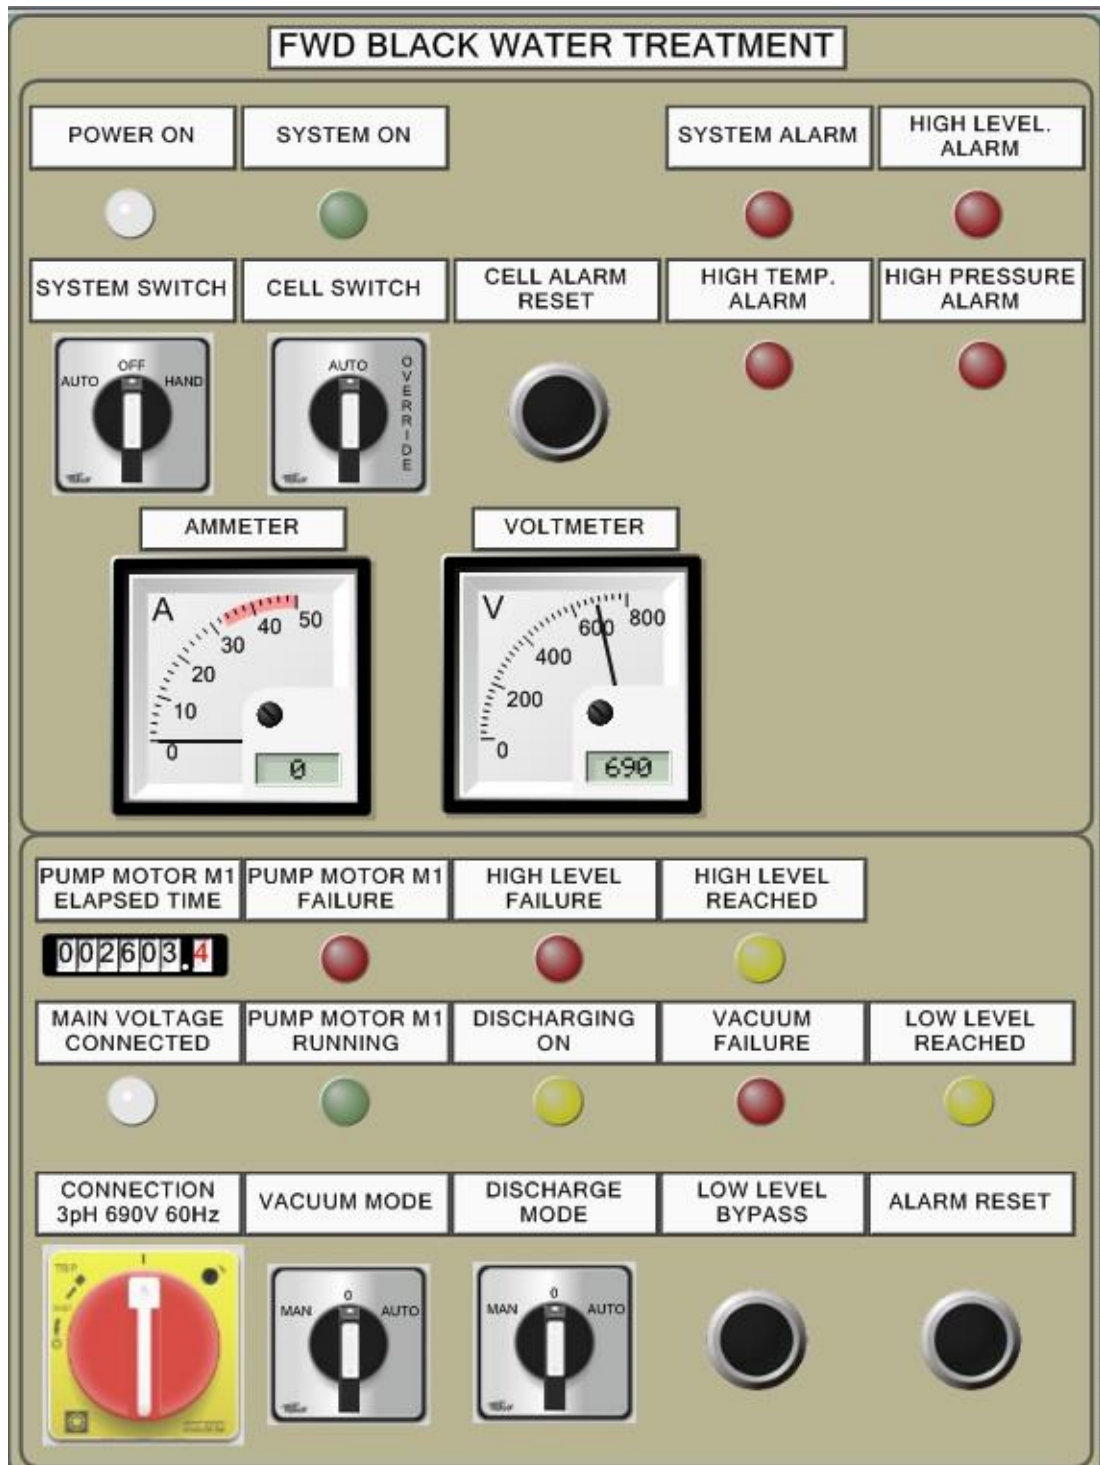 FWD BLACK WATER TREATMENT
POWER ON
SYSTEM ON
SYSTEM ALARM
HIGH LEVEL.
ALARM
SYSTEM SWITCH
CELL SWITCH
CELL ALARM
RESET
HIGH TEMP.
ALARM
HIGH PRESSURE
ALARM
AUTO OFF HAND
AUTO OVERRIDE
AMMETER
VOLTMETER
A
0 10 20 30 40 50
0
V
0 200 400 600 800
690
PUMP MOTOR M1
ELAPSED TIME
PUMP MOTOR M1
FAILURE
HIGH LEVEL
FAILURE
HIGH LEVEL
REACHED
002603.4
MAIN VOLTAGE
CONNECTED
PUMP MOTOR M1
RUNNING
DISCHARGING
ON
VACUUM
FAILURE
LOW LEVEL
REACHED
CONNECTION
3pH 690V 60Hz
VACUUM MODE
DISCHARGE
MODE
LOW LEVEL
BYPASS
ALARM RESET
I
MAN 0 AUTO
MAN 0 AUTO